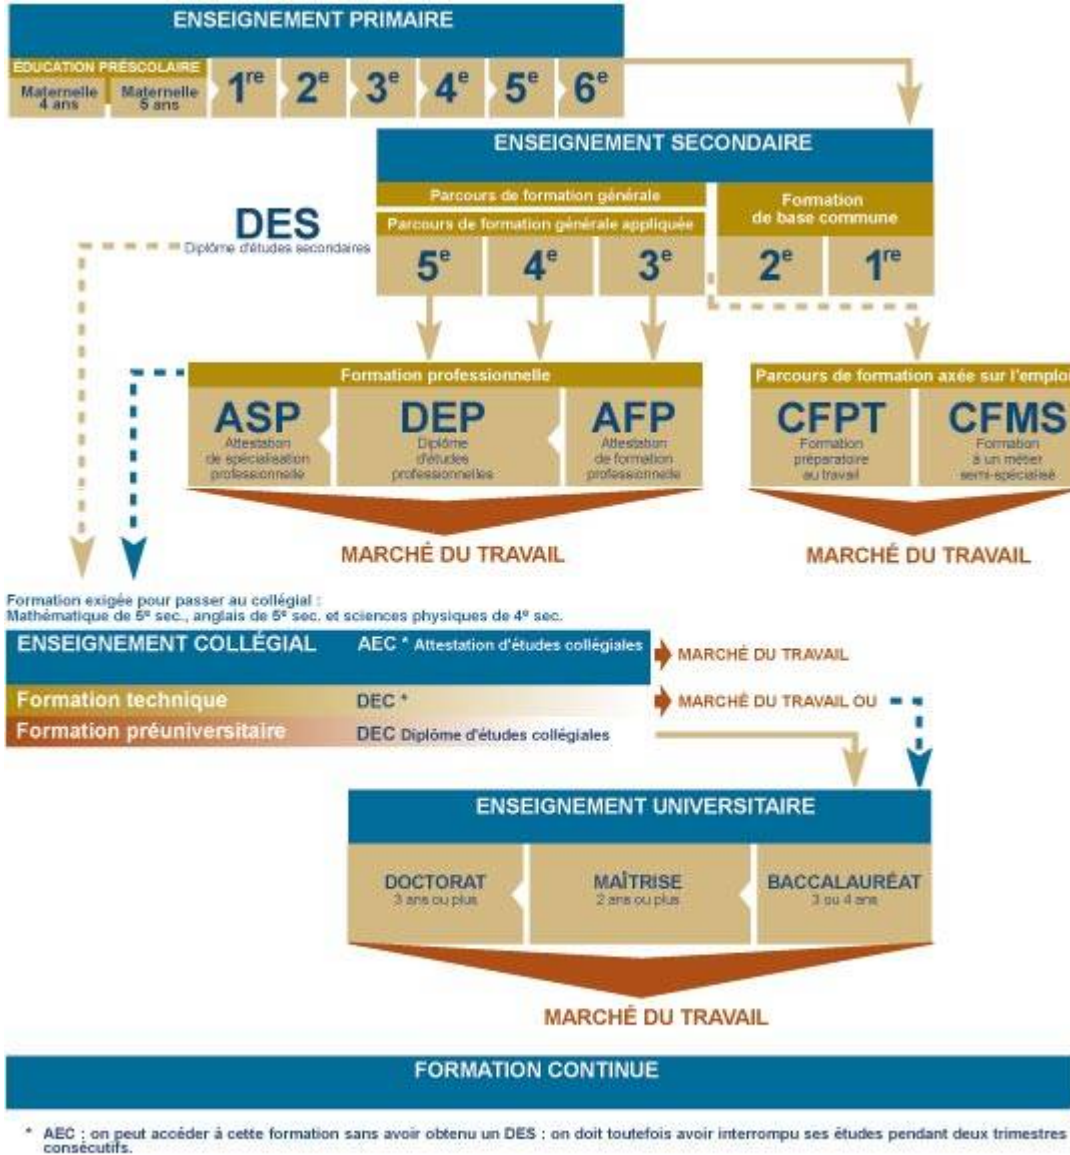 ENSEIGNEMENT PRIMAIRE
ÉDUCATION PRÉSCOLAIRE
Maternelle
4 ans
Maternelle
5 ans
1re
2e
3e
4e
5e
6e
ENSEIGNEMENT SECONDAIRE
Parcours de formation générale
Parcours de formation générale appliquée
Formation
de base commune
DES
Diplôme d'études secondaires
5e
4e
3e
2e
1re
Formation professionnelle
ASP
Attestation
de spécialisation
professionnelle
DEP
Diplôme
d'études
professionnelles
AFP
Attestation
de formation
professionnelle
Parcours de formation axée sur l'emploi
CFPT
Formation
préparatoire
au travail
CFMS
Formation
à un métier
semi-spécialisé
MARCHÉ DU TRAVAIL
MARCHÉ DU TRAVAIL
Formation exigée pour passer au collégial :
Mathématique de 5e sec., anglais de 5e sec. et sciences physiques de 4e sec.
ENSEIGNEMENT COLLÉGIAL AEC * Attestation d'études collégiales MARCHÉ DU TRAVAIL
Formation technique DEC * MARCHÉ DU TRAVAIL OU
Formation préuniversitaire DEC Diplôme d'études collégiales
ENSEIGNEMENT UNIVERSITAIRE
DOCTORAT
3 ans ou plus
MAÎTRISE
2 ans ou plus
BACCALAURÉAT
3 ou 4 ans
MARCHÉ DU TRAVAIL
FORMATION CONTINUE
* AEC : on peut accéder à cette formation sans avoir obtenu un DES : on doit toutefois avoir interrompu ses études pendant deux trimestres
consécutifs.